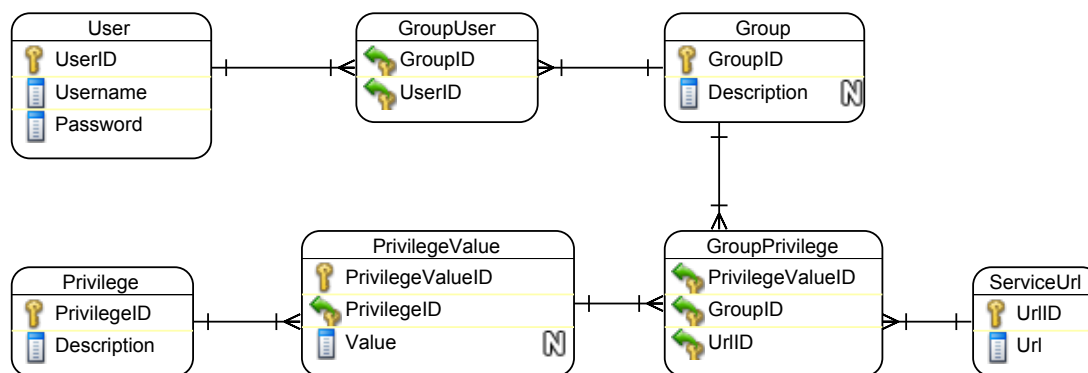 User
UserID
Username
Password
GroupUser
GroupID
UserID
Group
GroupID
Description N
Privilege
PrivilegeID
Description
PrivilegeValue
PrivilegeValueID
PrivilegeID
Value N
GroupPrivilege
PrivilegeValueID
GroupID
UrlID
ServiceUrl
UrlID
Url